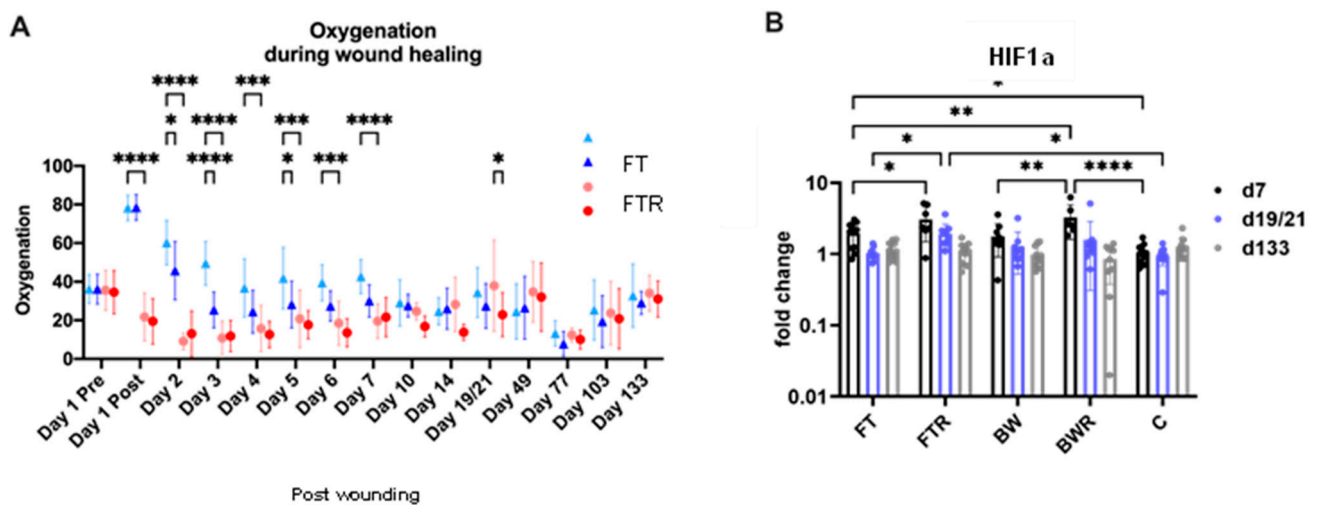 A
Oxygenation
during wound healing
**** ***
* **** *** ****
**** **** * *** *
FT
FTR
Oxygenation
100
80
60
40
20
0
Day 1 Pre
Day 1 Post
Day 2
Day 3
Day 4
Day 5
Day 6
Day 7
Day 10
Day 14
Day 19/21
Day 49
Day 77
Day 103
Day 133
Post wounding
B
HIF1a
*
**
* *
* ** ****
fold change
10
1
0.1
0.01
FT
FTR
BW
BWR
C
d7
d19/21
d133